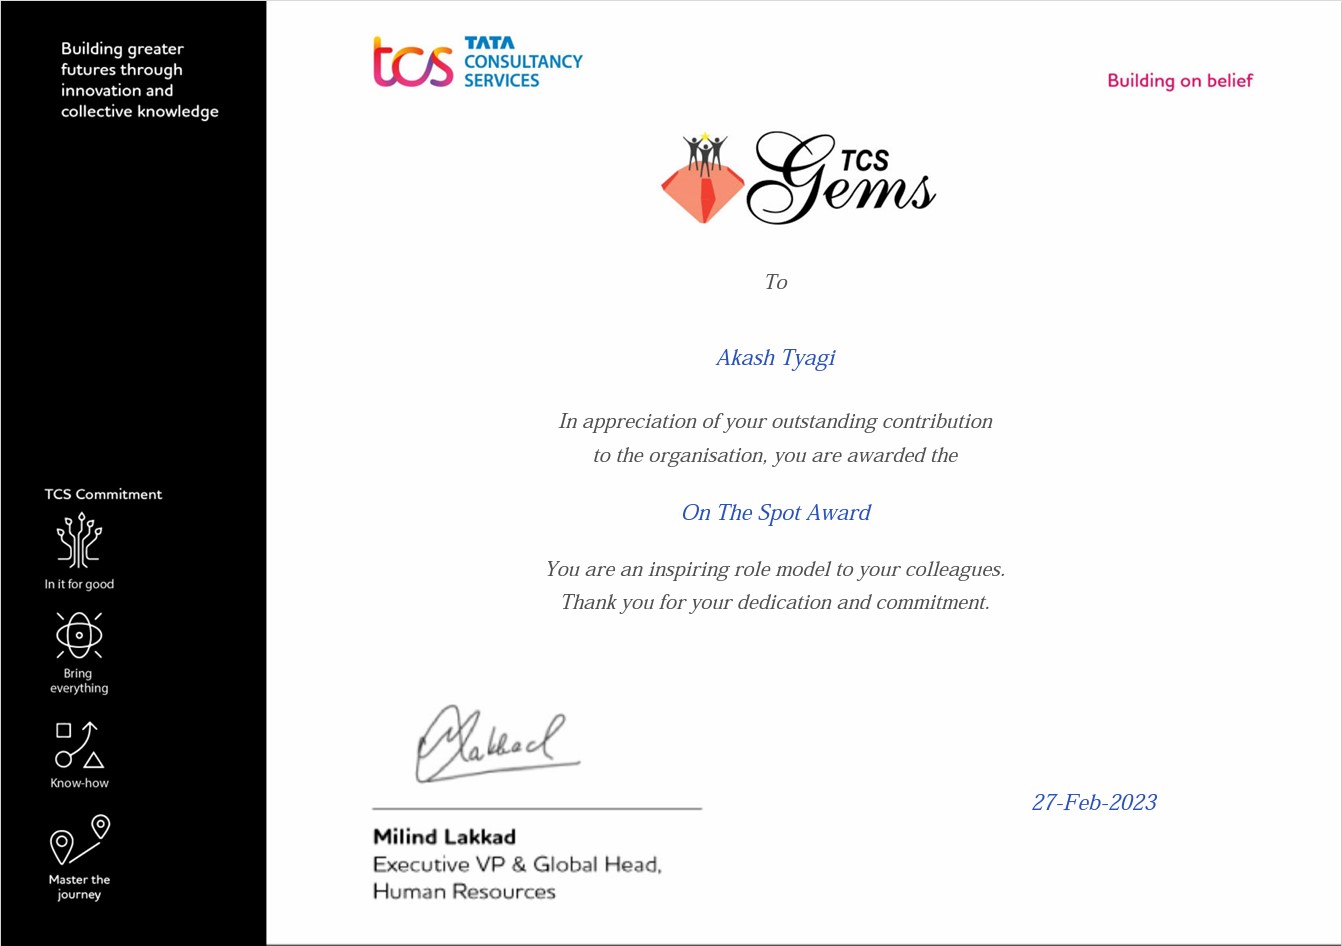 Building greater
futures through
innovation and
collective knowledge
tcs
TATA
CONSULTANCY
SERVICES
Building on belief
TCS
Gems
To
Akash Tyagi
In appreciation of your outstanding contribution
to the organisation, you are awarded the
On The Spot Award
You are an inspiring role model to your colleagues.
Thank you for your dedication and commitment.
TCS Commitment
In it for good
Bring
everything
Know-how
Master the
journey
MLakkad
27-Feb-2023
Milind Lakkad
Executive VP & Global Head,
Human Resources